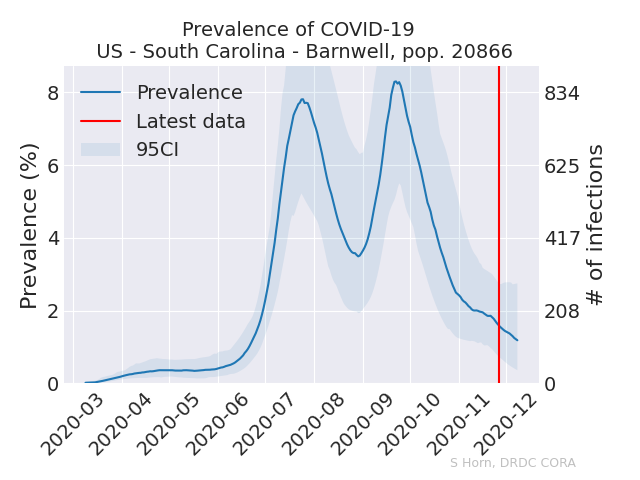 Prevalence of COVID-19
US - South Carolina - Barnwell, pop. 20866
Prevalence
Latest data
95CI
Prevalence (%)
8
6
4
2
0
834
625
417
208
0
# of infections
2020-03
2020-04
2020-05
2020-06
2020-07
2020-08
2020-09
2020-10
2020-11
2020-12
S Horn, DRDC CORA